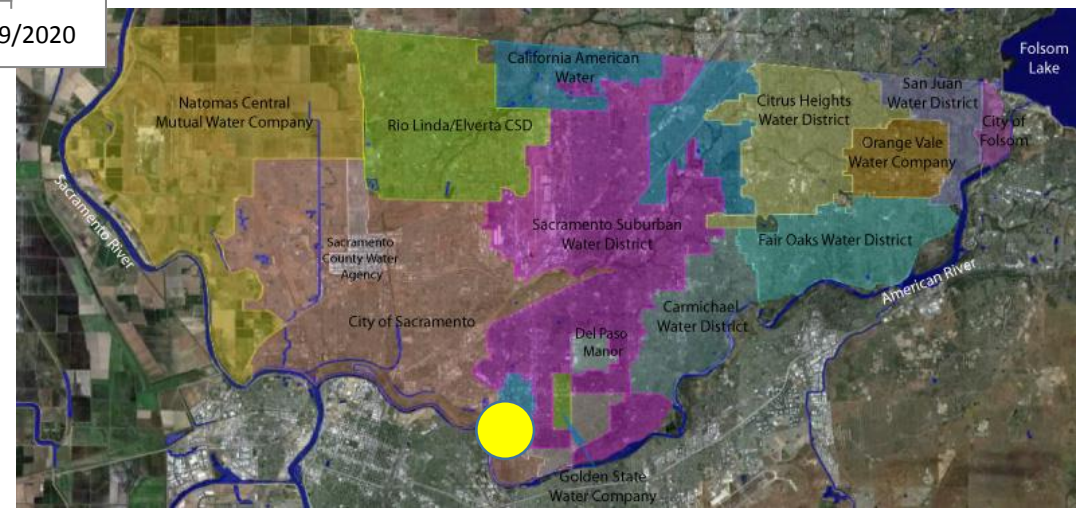 9/2020
Folsom
Lake
California American
Water
San Juan
Water District
Natomas Central
Mutual Water Company
Citrus Heights
Water District
City of
Folsom
Rio Linda/Elverta CSD
Orange Vale
Water Company
Sacramento River
Sacramento Suburban
Water District
Fair Oaks Water District
Sacramento
County Water
Agency
American River
Carmichael
Water District
City of Sacramento
Del Paso
Manor
Golden State
Water Company